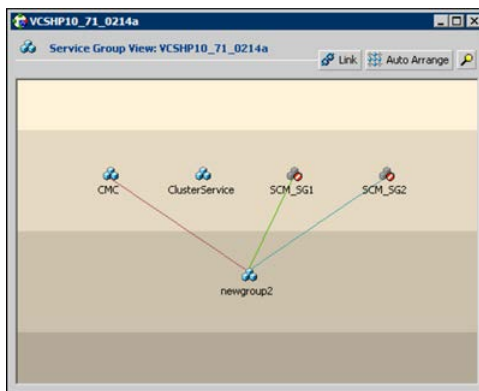 VCSHP10_71_0214a
Service Group View: VCSHP10_71_0214a
Link Auto Arrange
CMC ClusterService SCM_SG1 SCM_SG2
newgroup2